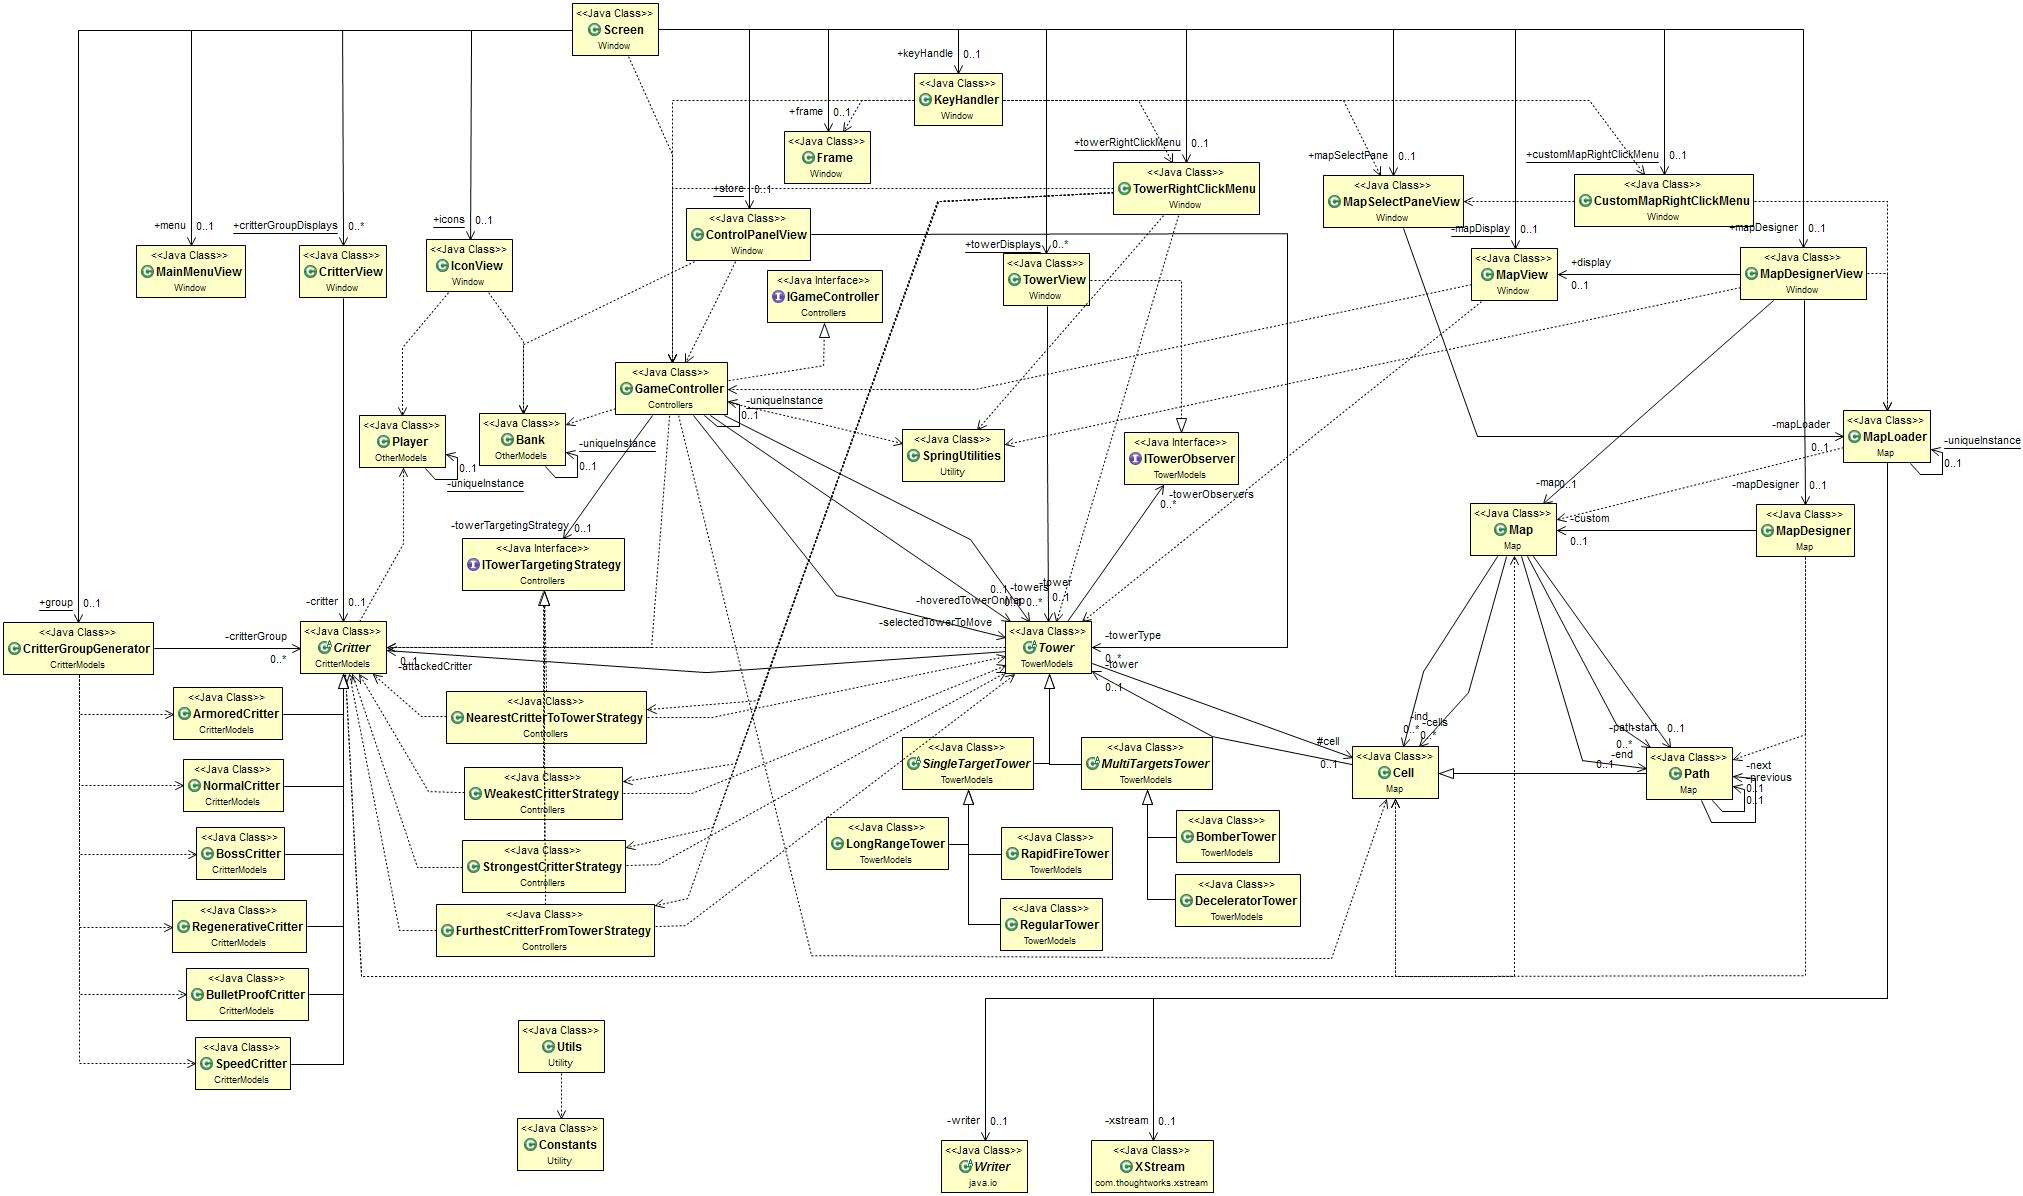 <<Java Class>>
Screen
Window
+keyHandle 0..1
<<Java Class>>
KeyHandler
Window
+frame 0..1
<<Java Class>>
Frame
Window
+towerRightClickMenu 0..1
<<Java Class>>
TowerRightClickMenu
Window
+mapSelectPane 0..1
<<Java Class>>
MapSelectPaneView
Window
+customMapRightClickMenu 0..1
<<Java Class>>
CustomMapRightClickMenu
Window
+store 0..1
<<Java Class>>
ControlPanelView
Window
+menu 0..1
<<Java Class>>
MainMenuView
Window
+critterGroupDisplays 0..*
<<Java Class>>
CritterView
Window
+icons 0..1
<<Java Class>>
IconView
Window
+towerDisplays 0..*
<<Java Class>>
TowerView
Window
-mapDisplay 0..1
<<Java Class>>
MapView
Window
+display
0..1
+mapDesigner 0..1
<<Java Class>>
MapDesignerView
Window
<<Java Interface>>
IGameController
Controllers
<<Java Class>>
GameController
Controllers
-uniqueInstance
0..1
<<Java Class>>
Player
OtherModels
0..1
-uniqueInstance
<<Java Class>>
Bank
OtherModels
-uniqueInstance
0..1
<<Java Class>>
SpringUtilities
Utility
<<Java Interface>>
ITowerObserver
TowerModels
-towerObservers
0..*
-mapLoader
0..1
<<Java Class>>
MapLoader
Map
-uniqueInstance
0..1
-map 0..1
<<Java Class>>
Map
Map
-custom
0..1
-mapDesigner 0..1
<<Java Class>>
MapDesigner
Map
-towerTargetingStrategy 0..1
<<Java Interface>>
ITowerTargetingStrategy
Controllers
+group 0..1
<<Java Class>>
CritterGroupGenerator
CritterModels
-critterGroup
0..*
-critter 0..1
<<Java Class>>
Critter
CritterModels
0..1
-attackedCritter
0..1
-towers
-tower
0..*
0..1
-hoveredTowerOnMap
-selectedTowerToMove
<<Java Class>>
Tower
TowerModels
-towerType
0..*
-tower
0..1
<<Java Class>>
ArmoredCritter
CritterModels
<<Java Class>>
NormalCritter
CritterModels
<<Java Class>>
BossCritter
CritterModels
<<Java Class>>
RegenerativeCritter
CritterModels
<<Java Class>>
BulletProofCritter
CritterModels
<<Java Class>>
SpeedCritter
CritterModels
<<Java Class>>
NearestCritterToTowerStrategy
Controllers
<<Java Class>>
WeakestCritterStrategy
Controllers
<<Java Class>>
StrongestCritterStrategy
Controllers
<<Java Class>>
FurthestCritterFromTowerStrategy
Controllers
<<Java Class>>
SingleTargetTower
TowerModels
<<Java Class>>
MultiTargetsTower
TowerModels
<<Java Class>>
LongRangeTower
TowerModels
<<Java Class>>
RapidFireTower
TowerModels
<<Java Class>>
RegularTower
TowerModels
<<Java Class>>
BomberTower
TowerModels
<<Java Class>>
DeceleratorTower
TowerModels
#cell
0..1
-ind
0..*
-cells
0..*
<<Java Class>>
Cell
Map
-path
-start 0..1
0..*
-end
0..1
<<Java Class>>
Path
Map
-next
-previous
0..1
0..1
<<Java Class>>
Utils
Utility
<<Java Class>>
Constants
Utility
-writer 0..1
<<Java Class>>
Writer
java.io
-xstream 0..1
<<Java Class>>
XStream
com.thoughtworks.xstream